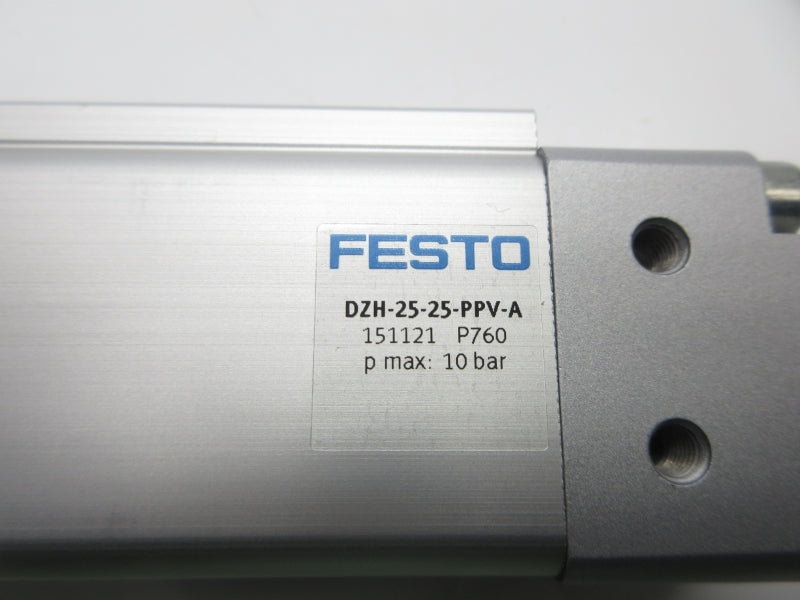 FESTO
DZH-25-25-PPV-A
151121 P760
p max: 10 bar